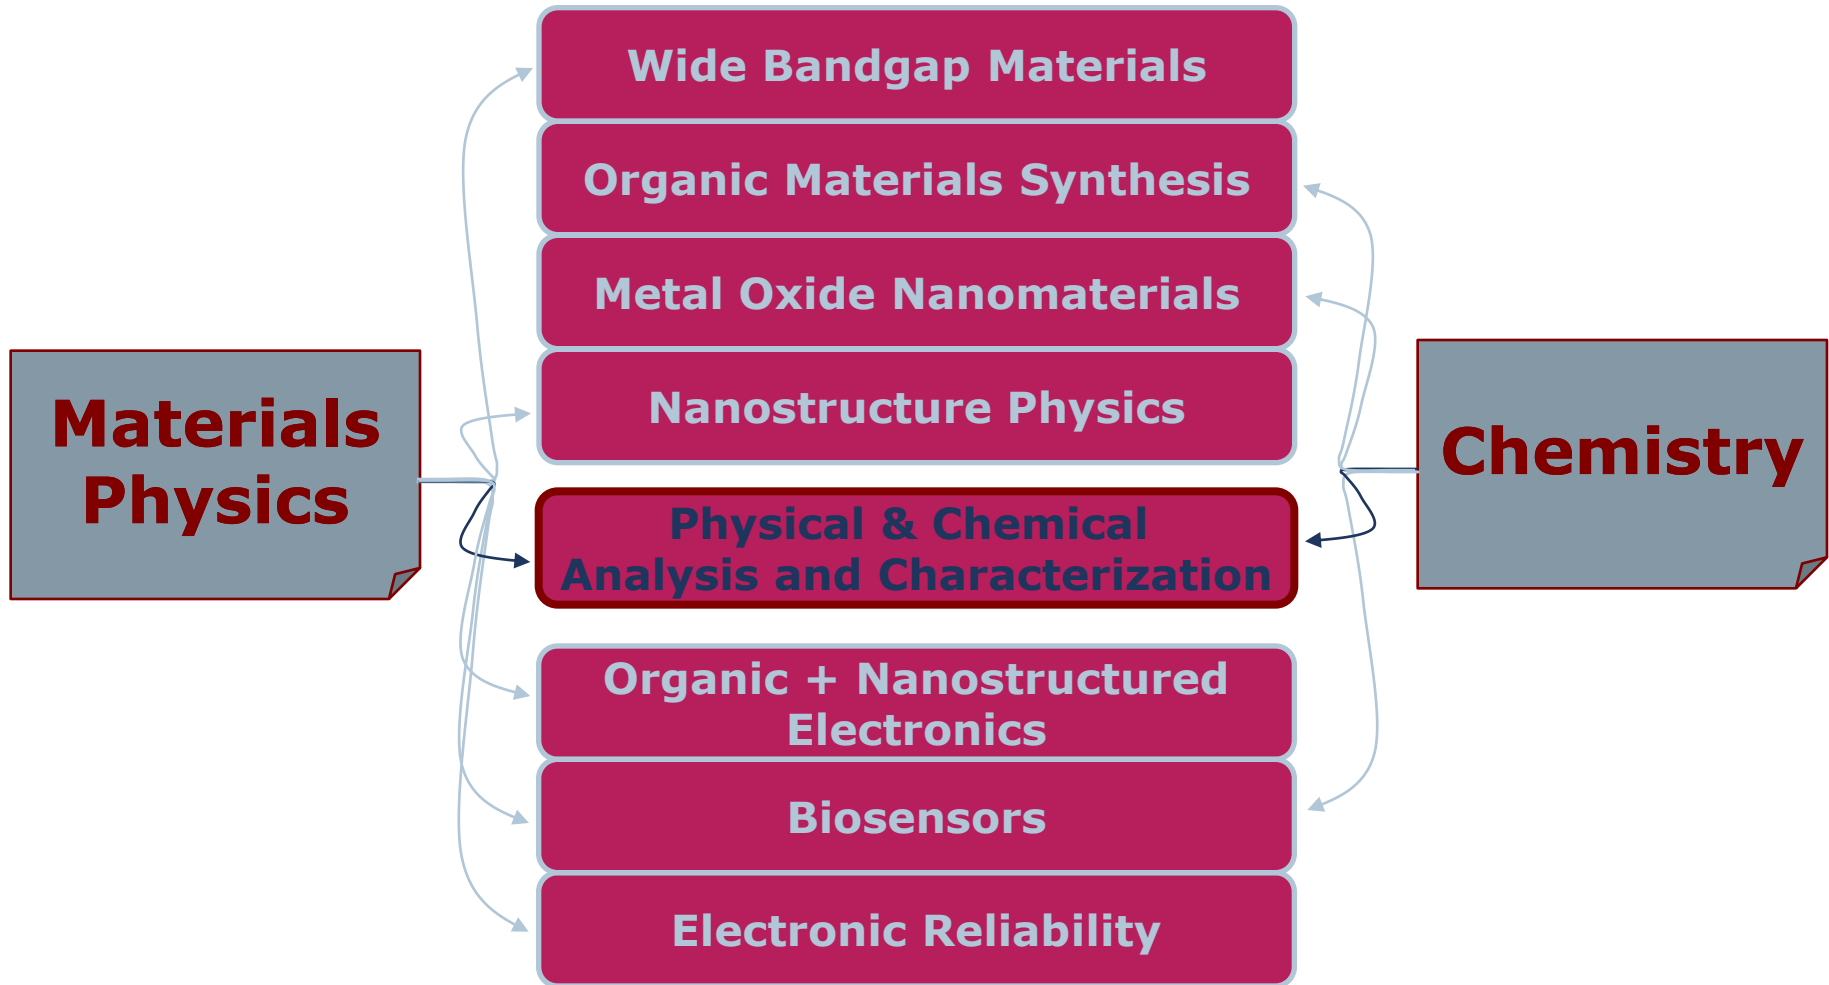 Wide Bandgap Materials
Organic Materials Synthesis
Metal Oxide Nanomaterials
Nanostructure Physics
Materials
Physics
Chemistry
Physical & Chemical
Analysis and Characterization
Organic + Nanostructured
Electronics
Biosensors
Electronic Reliability